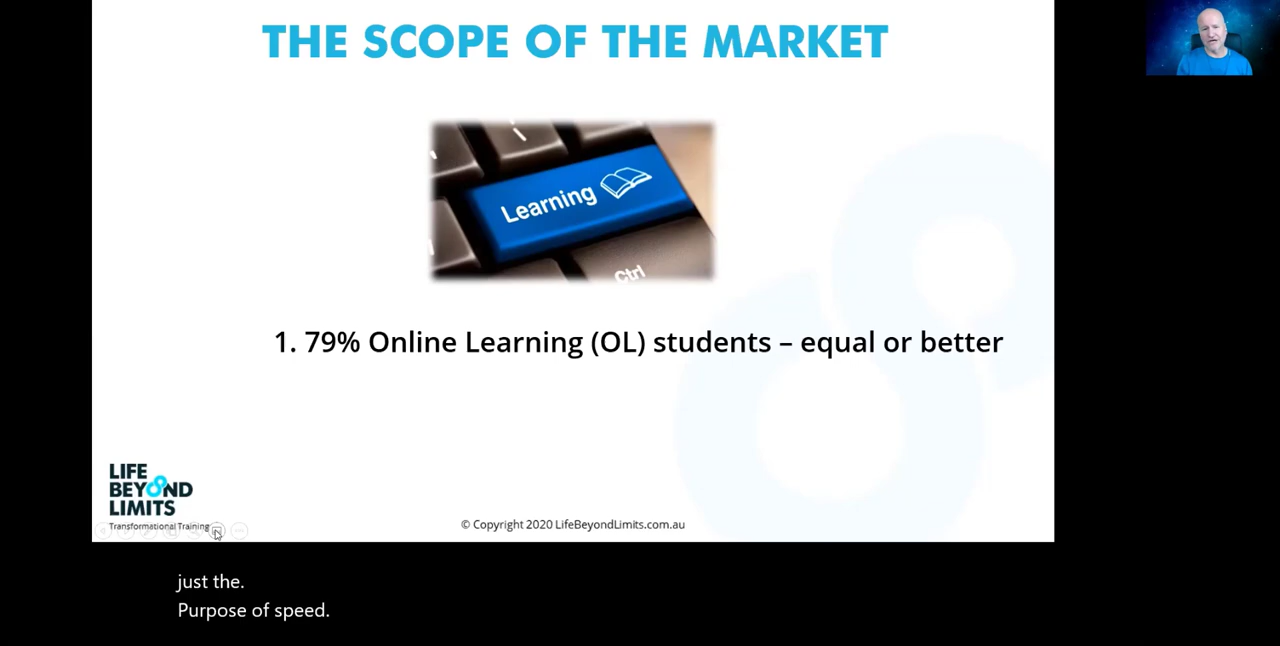 THE SCOPE OF THE MARKET
Learning
Ctrl
1. 79% Online Learning (OL) students – equal or better
LIFE
BEYOND
LIMITS
Transformational Training
© Copyright 2020 LifeBeyondLimits.com.au
just the.
Purpose of speed.